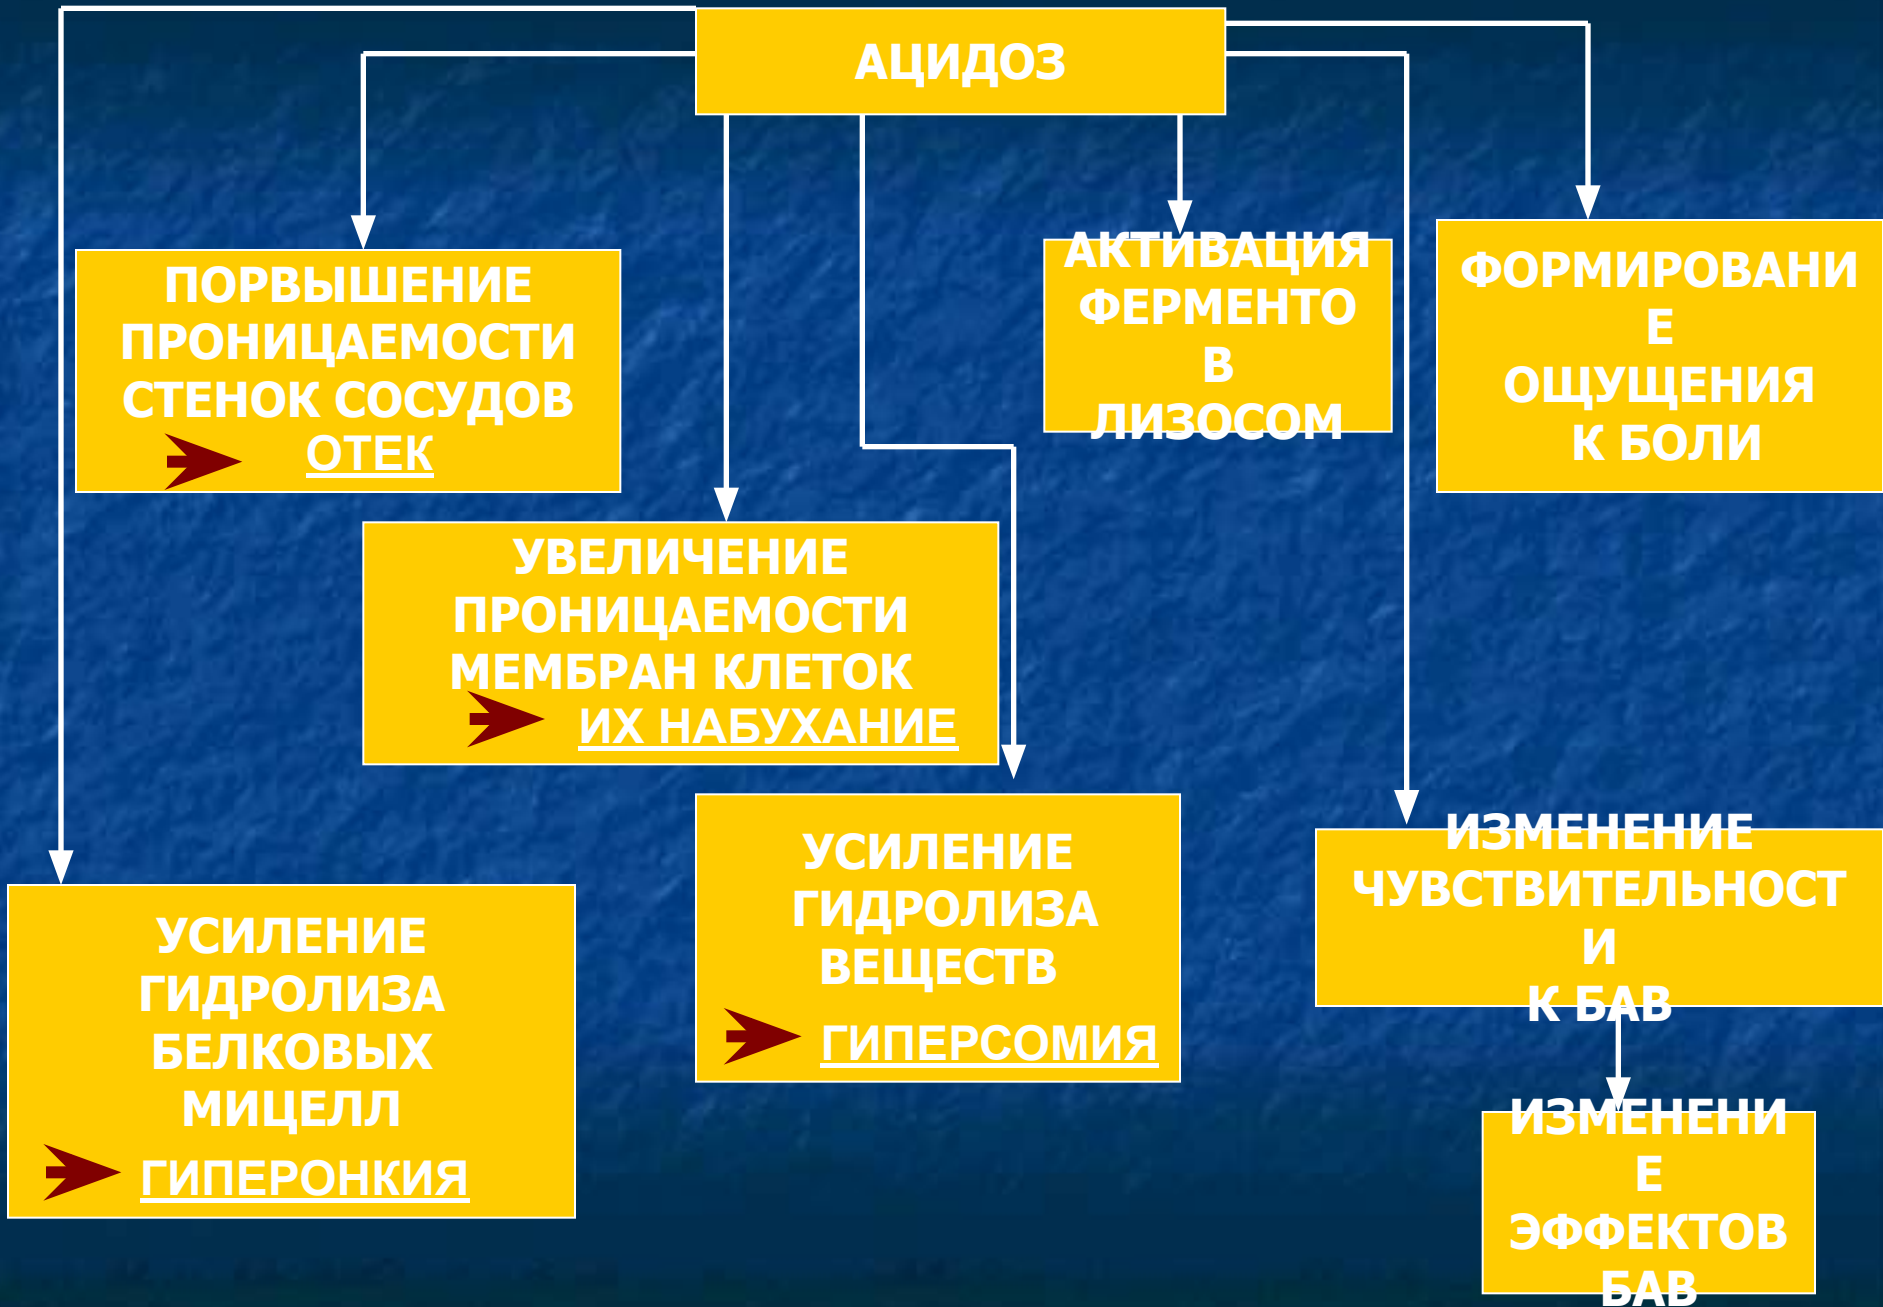 АЦИДОЗ
ПОРВЫШЕНИЕ
ПРОНИЦАЕМОСТИ
СТЕНОК СОСУДОВ
ОТЕК
АКТИВАЦИЯ
ФЕРМЕНТО
В
ЛИЗОСОМ
ФОРМИРОВАНИ
Е
ОЩУЩЕНИЯ
К БОЛИ
УВЕЛИЧЕНИЕ
ПРОНИЦАЕМОСТИ
МЕМБРАН КЛЕТОК
ИХ НАБУХАНИЕ
УСИЛЕНИЕ
ГИДРОЛИЗА
БЕЛКОВЫХ
МИЦЕЛЛ
ГИПЕРОНКИЯ
УСИЛЕНИЕ
ГИДРОЛИЗА
ВЕЩЕСТВ
ГИПЕРСОМИЯ
ИЗМЕНЕНИЕ
ЧУВСТВИТЕЛЬНОСТ
И
К БАВ
ИЗМЕНЕНИ
Е
ЭФФЕКТОВ
БАВ